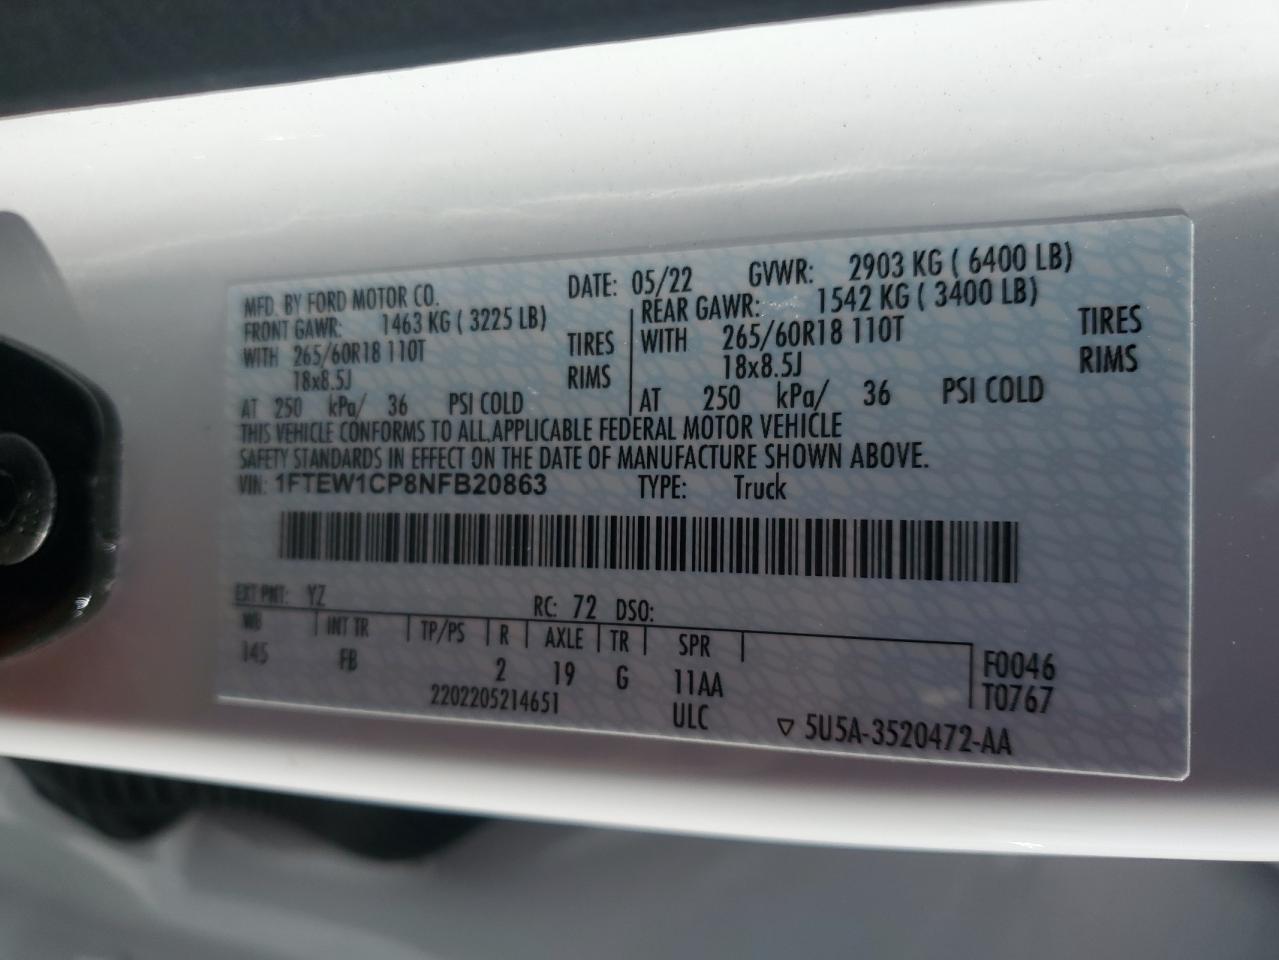 MFD. BY FORD MOTOR CO. DATE: 05/22 GVWR: 2903 KG ( 6400 LB)
FRONT GAWR: 1463 KG ( 3225 LB) REAR GAWR: 1542 KG ( 3400 LB)
WITH 265/60R18 110T TIRES WITH 265/60R18 110T TIRES
18x8.5J RIMS 18x8.5J RIMS
AT 250 kPa/ 36 PSI COLD AT 250 kPa/ 36 PSI COLD
THIS VEHICLE CONFORMS TO ALL APPLICABLE FEDERAL MOTOR VEHICLE
SAFETY STANDARDS IN EFFECT ON THE DATE OF MANUFACTURE SHOWN ABOVE.
VIN: 1FTEW1CP8NFB20863 TYPE: Truck
EXT PNT: YZ RC: 72 DSO:
WB INT TR TP/PS R AXLE TR SPR
145 FB 2 19 G 11AA F0046
2202205214651 ULC T0767
▽ 5U5A-3520472-AA